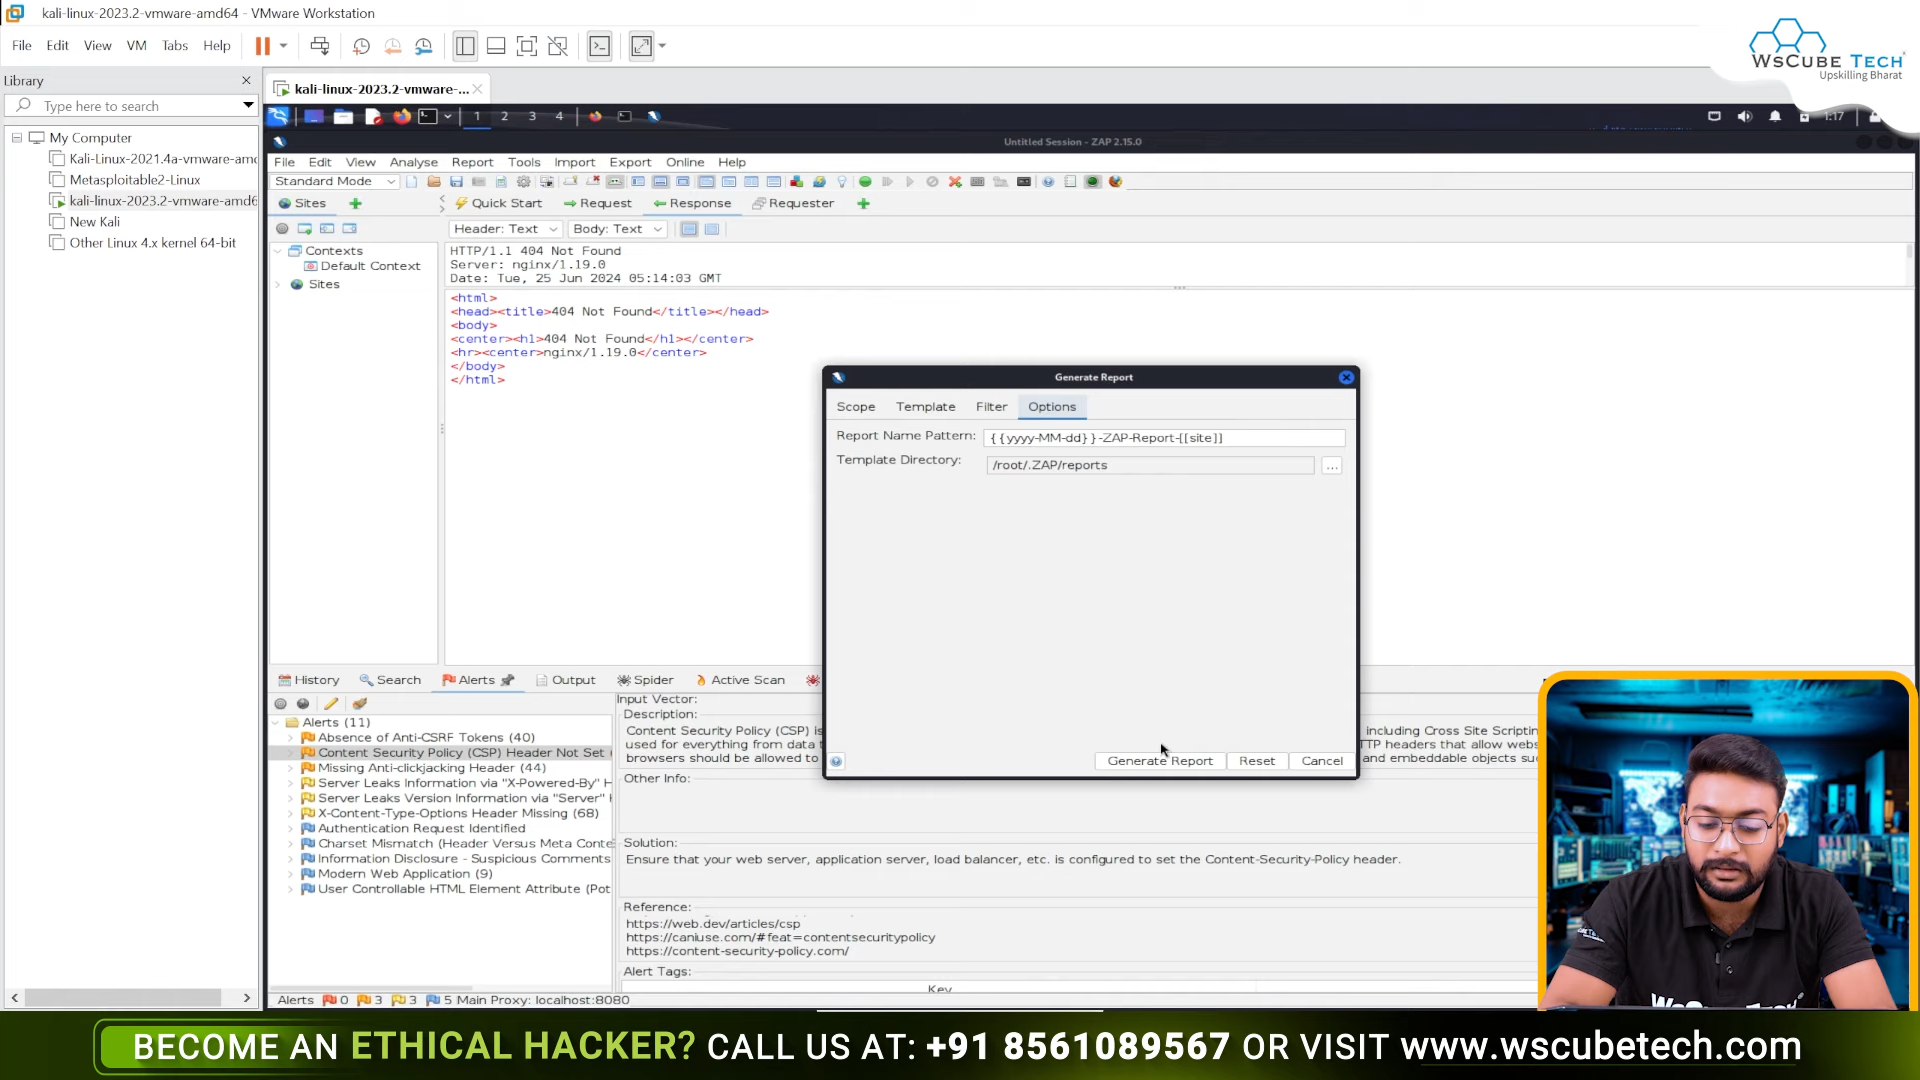 kali-linux-2023.2-vmware-amd64 - VMware Workstation
File Edit View VM Tabs Help
WsCube Tech
Upskilling Bharat
Library
Type here to search
kali-linux-2023.2-vmware-...
My Computer
Kali-Linux-2021.4a-vmware-am
Metasploitable2-Linux
kali-linux-2023.2-vmware-amd6
New Kali
Other Linux 4.x kernel 64-bit
1 2 3 4
1:17
Untitled Session - ZAP 2.15.0
File Edit View Analyse Report Tools Import Export Online Help
Standard Mode
Sites
Quick Start Request Response Requester
Header: Text Body: Text
Contexts
Default Context
Sites
HTTP/1.1 404 Not Found
Server: nginx/1.19.0
Date: Tue, 25 Jun 2024 05:14:03 GMT
<html>
<head><title>404 Not Found</title></head>
<body>
<center><h1>404 Not Found</h1></center>
<hr><center>nginx/1.19.0</center>
</body>
</html>
Generate Report
Scope Template Filter Options
Report Name Pattern: {{yyyy-MM-dd}}-ZAP-Report-[[site]]
Template Directory: /root/.ZAP/reports
...
Generate Report Reset Cancel
History Search Alerts Output Spider Active Scan
Alerts (11)
Absence of Anti-CSRF Tokens (40)
Content Security Policy (CSP) Header Not Set (
Missing Anti-clickjacking Header (44)
Server Leaks Information via "X-Powered-By" H
Server Leaks Version Information via "Server" H
X-Content-Type-Options Header Missing (68)
Authentication Request Identified
Charset Mismatch (Header Versus Meta Conte
Information Disclosure - Suspicious Comments
Modern Web Application (9)
User Controllable HTML Element Attribute (Pot
Input Vector:
Description:
Content Security Policy (CSP) is including Cross Site Scriptin
used for everything from data t TTP headers that allow webs
browsers should be allowed to and embeddable objects su
Other Info:
Solution:
Ensure that your web server, application server, load balancer, etc. is configured to set the Content-Security-Policy header.
Reference:
https://web.dev/articles/csp
https://caniuse.com/#feat=contentsecuritypolicy
https://content-security-policy.com/
Alert Tags:
Key
Alerts 0 3 3 5 Main Proxy: localhost:8080
BECOME AN ETHICAL HACKER? CALL US AT: +91 8561089567 OR VISIT www.wscubetech.com